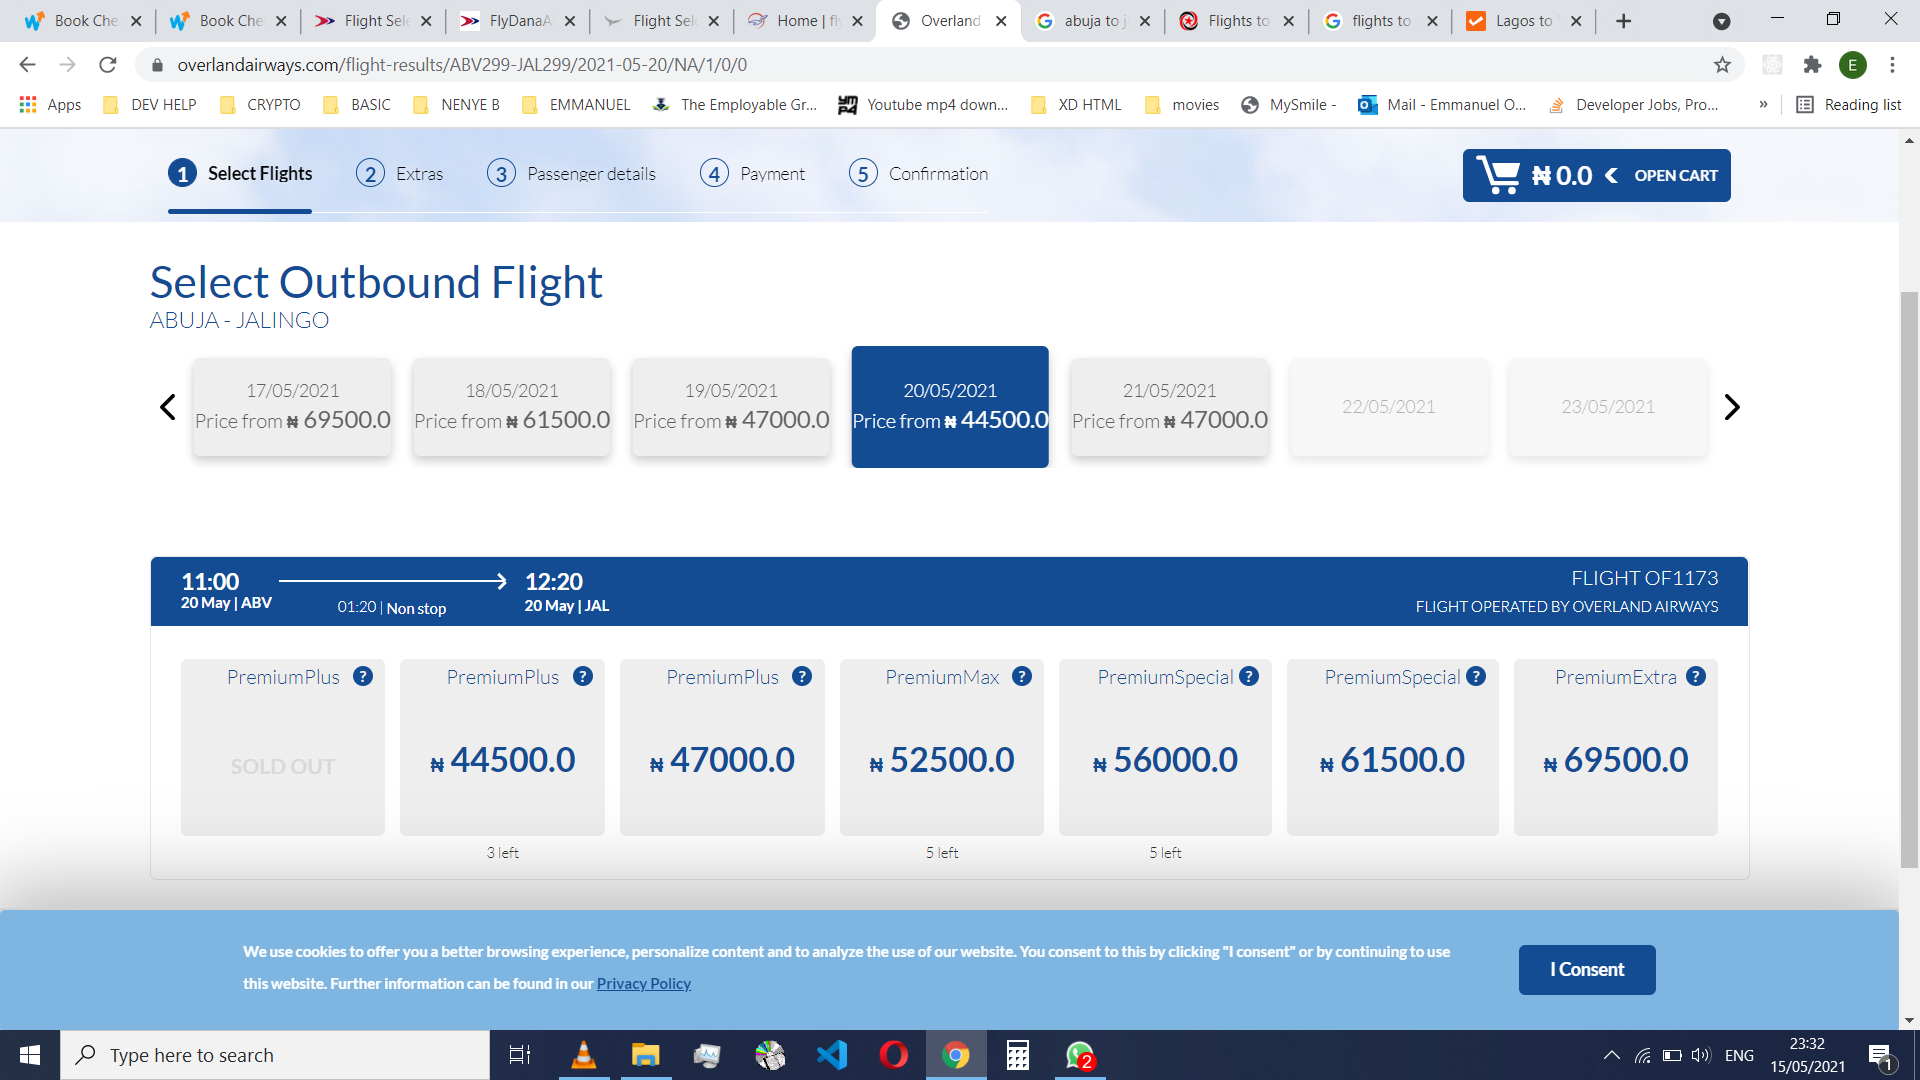 Book Che
Book Che
Flight Sele
FlyDanaA
Flight Sele
Home | fly
Overland
abuja to j
Flights to
flights to
Lagos to
overlandairways.com/flight-results/ABV299-JAL299/2021-05-20/NA/1/0/0
E
Apps
DEV HELP
CRYPTO
BASIC
NENYE B
EMMANUEL
The Employable Gr...
Youtube mp4 down...
XD HTML
movies
MySmile -
Mail - Emmanuel O...
Developer Jobs, Pro...
»
Reading list
1 Select Flights
2 Extras
3 Passenger details
4 Payment
5 Confirmation
₦ 0.0 OPEN CART
Select Outbound Flight
ABUJA - JALINGO
17/05/2021
Price from ₦ 69500.0
18/05/2021
Price from ₦ 61500.0
19/05/2021
Price from ₦ 47000.0
20/05/2021
Price from ₦ 44500.0
21/05/2021
Price from ₦ 47000.0
22/05/2021
23/05/2021
11:00
20 May | ABV
01:20 | Non stop
12:20
20 May | JAL
FLIGHT OF1173
FLIGHT OPERATED BY OVERLAND AIRWAYS
PremiumPlus ?
SOLD OUT
PremiumPlus ?
₦ 44500.0
3 left
PremiumPlus ?
₦ 47000.0
PremiumMax ?
₦ 52500.0
5 left
PremiumSpecial ?
₦ 56000.0
5 left
PremiumSpecial ?
₦ 61500.0
PremiumExtra ?
₦ 69500.0
We use cookies to offer you a better browsing experience, personalize content and to analyze the use of our website. You consent to this by clicking "I consent" or by continuing to use
this website. Further information can be found in our Privacy Policy
I Consent
Type here to search
2
ENG
23:32
15/05/2021
1